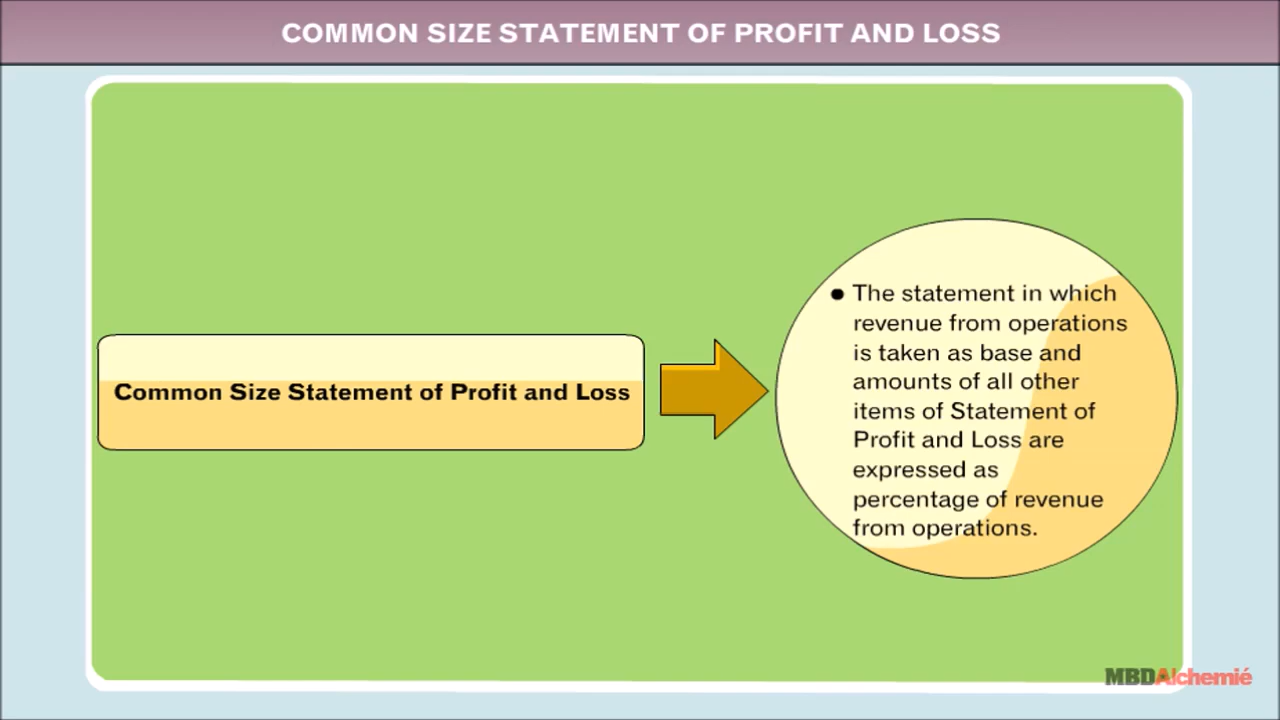 COMMON SIZE STATEMENT OF PROFIT AND LOSS
Common Size Statement of Profit and Loss
● The statement in which
revenue from operations
is taken as base and
amounts of all other
items of Statement of
Profit and Loss are
expressed as
percentage of revenue
from operations.
MBDAlchemié